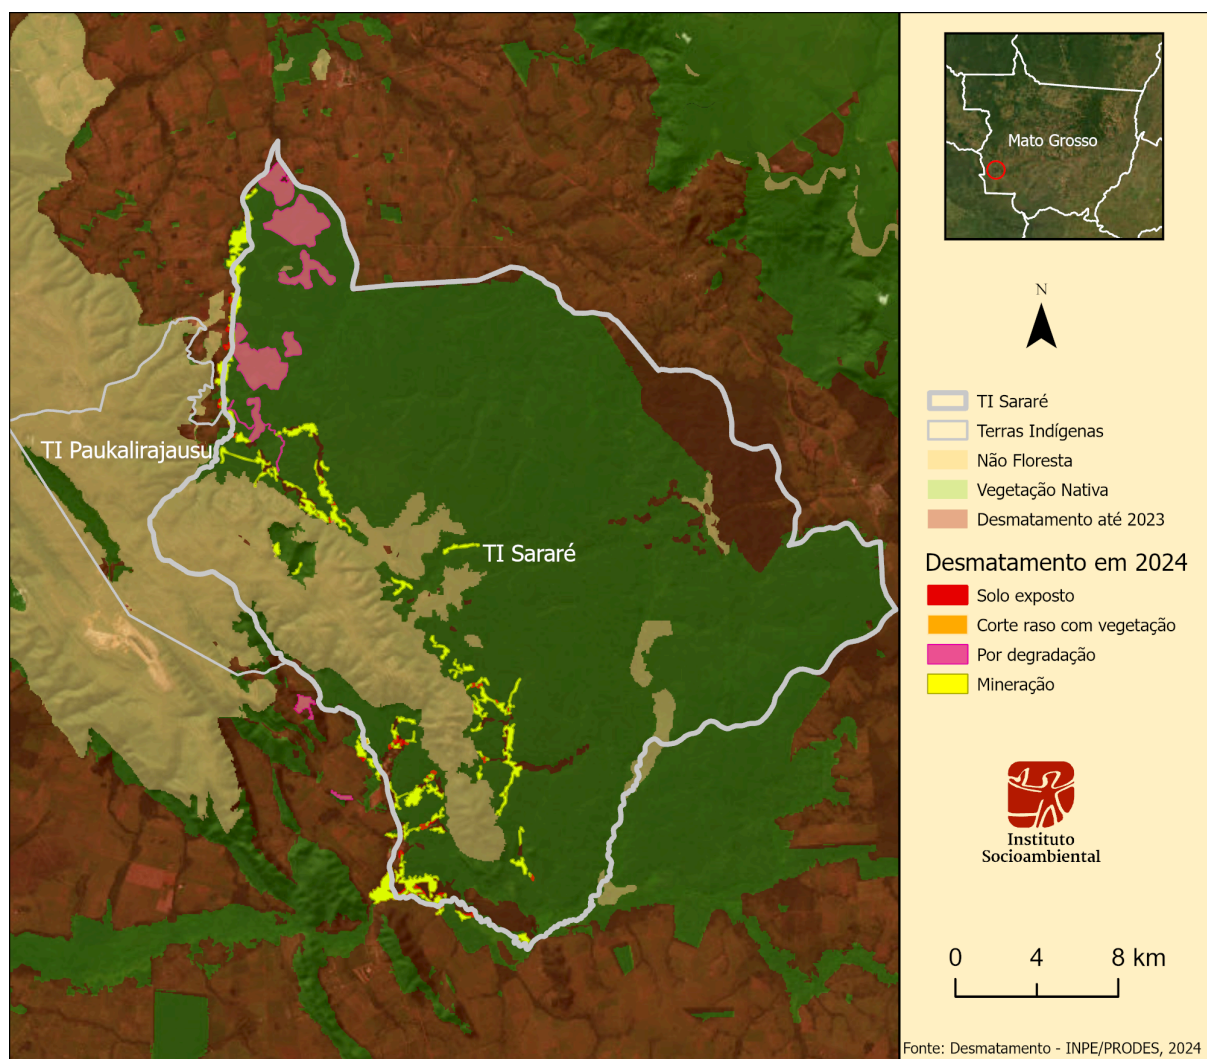 Mato Grosso
N
TI Sararé
Terras Indígenas
Não Floresta
Vegetação Nativa
Desmatamento até 2023
Desmatamento em 2024
Solo exposto
Corte raso com vegetação
Por degradação
Mineração
TI Paukalirajausu
TI Sararé
Instituto
Socioambiental
0 4 8 km
Fonte: Desmatamento - INPE/PRODES, 2024